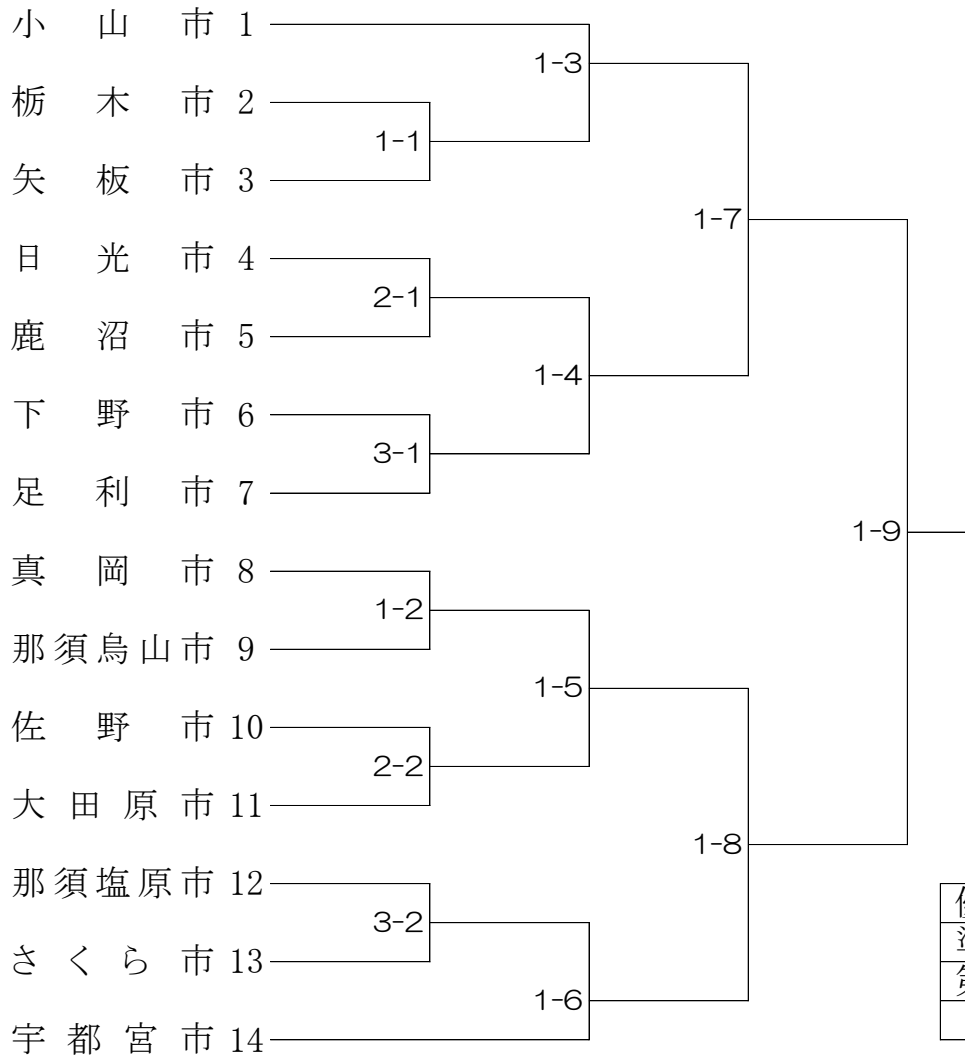 小山市 1
1-3
栃木市 2
1-1
矢板市 3
1-7
日光市 4
2-1
鹿沼市 5
1-4
下野市 6
3-1
足利市 7
1-9
真岡市 8
1-2
那須烏山市 9
1-5
佐野市 10
2-2
大田原市 11
1-8
那須塩原市 12
3-2
さくら市 13
1-6
宇都宮市 14